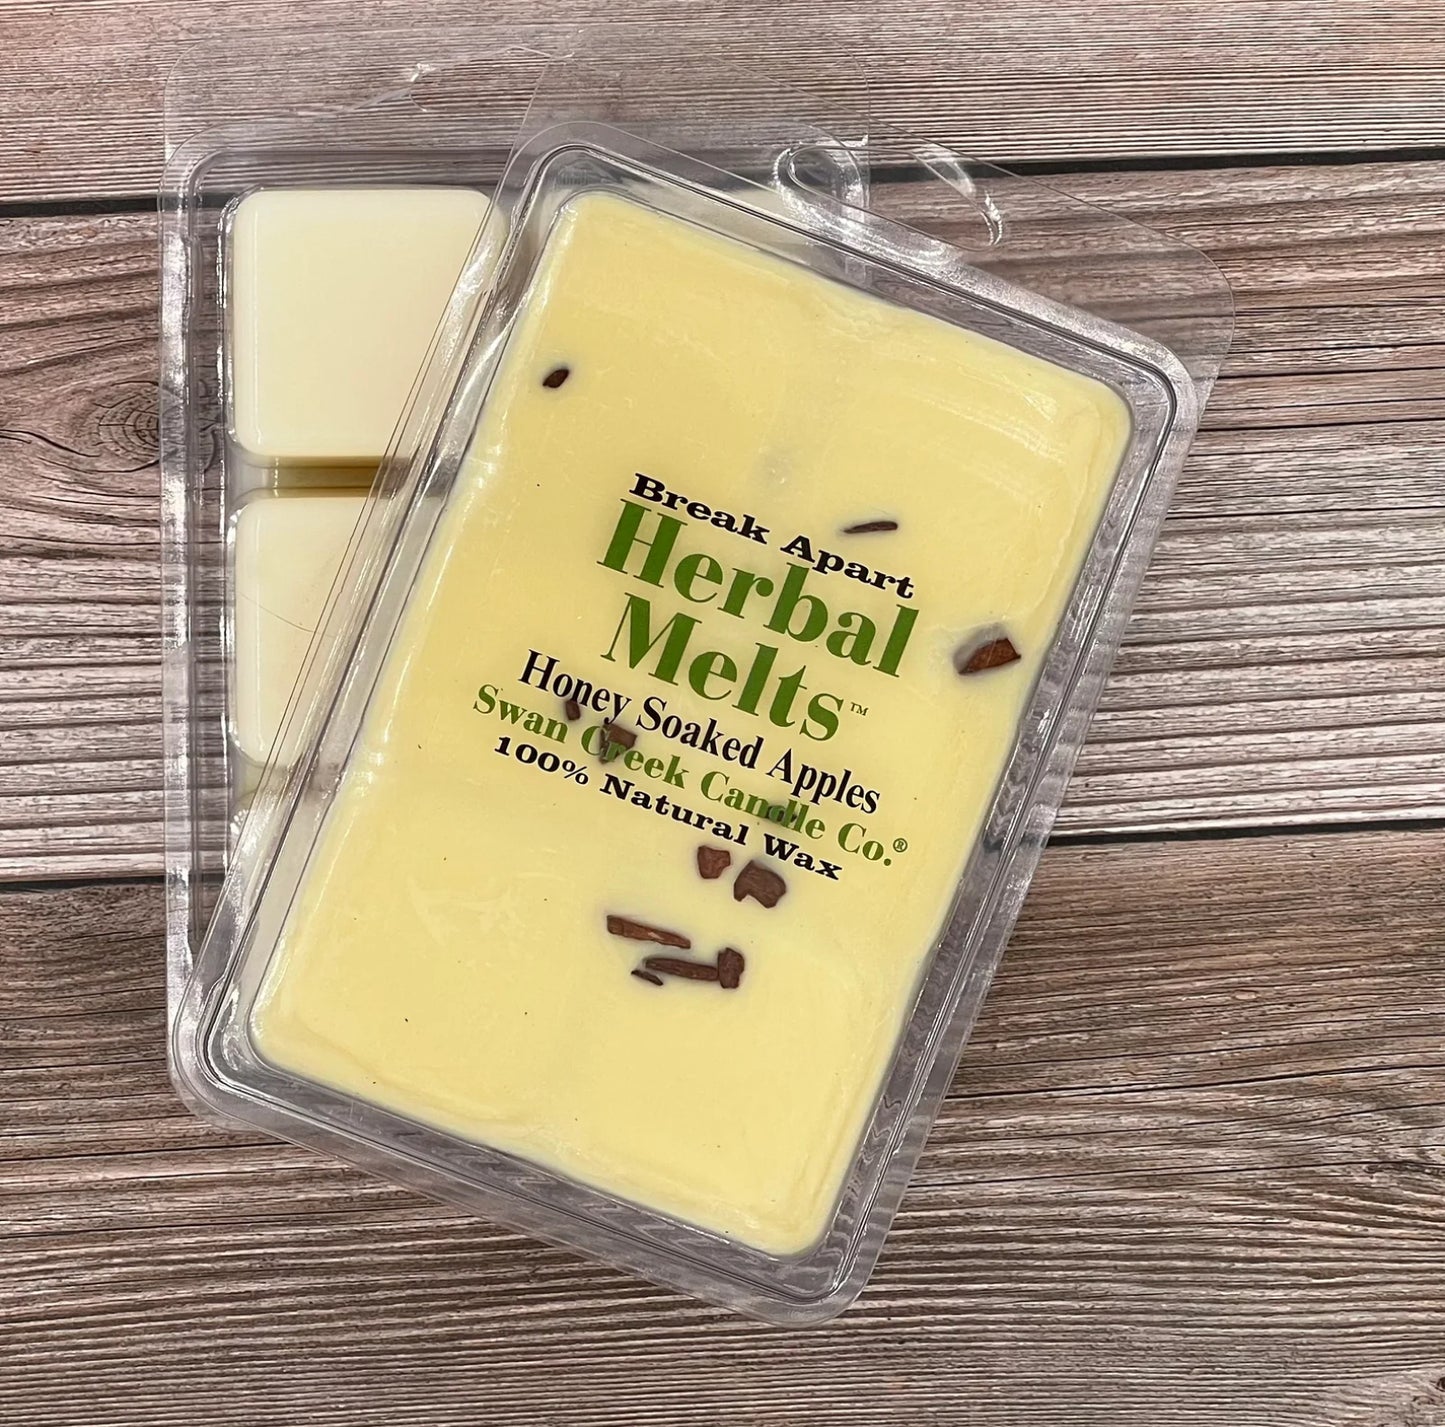 Break Apart
Herbal
Melts™
Honey Soaked Apples
Swan Creek Candle Co.®
100% Natural Wax